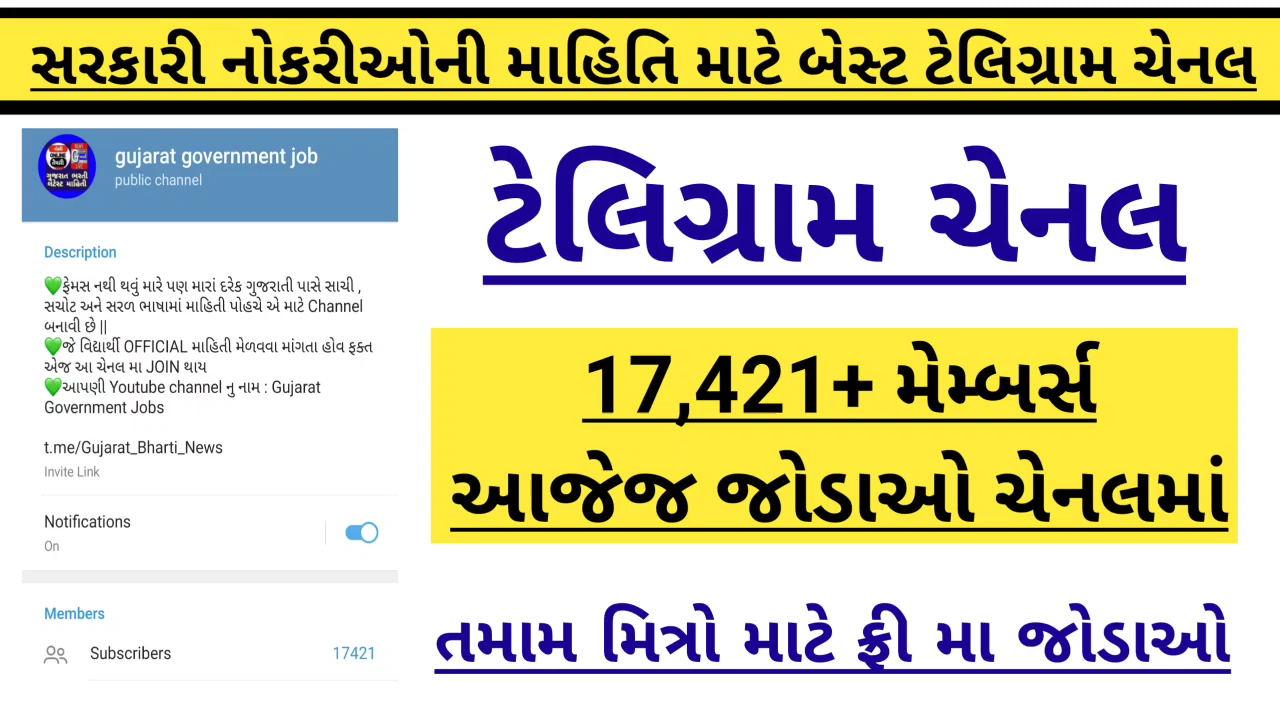 સરકારી નોકરીઓની માહિતિ માટે બેસ્ટ ટેલિગ્રામ ચેનલ
gujarat government job
public channel
Description
💚ફેમસ નથી થવું મારે પણ મારાં દરેક ગુજરાતી પાસે સાચી ,
સચોટ અને સરળ ભાષામાં માહિતી પોહચે એ માટે Channel
બનાવી છે ||
💚જે વિદ્યાર્થી OFFICIAL માહિતી મેળવવા માંગતા હોવ ફક્ત
એજ આ ચેનલ મા JOIN થાય
💚આપણી Youtube channel નુ નામ : Gujarat
Government Jobs
t.me/Gujarat_Bharti_News
Invite Link
Notifications
On
Members
Subscribers 17421
ટેલિગ્રામ ચેનલ
17,421+ મેમ્બર્સ
આજેજ જોડાઓ ચેનલમાં
તમામ મિત્રો માટે ફ્રી મા જોડાઓ